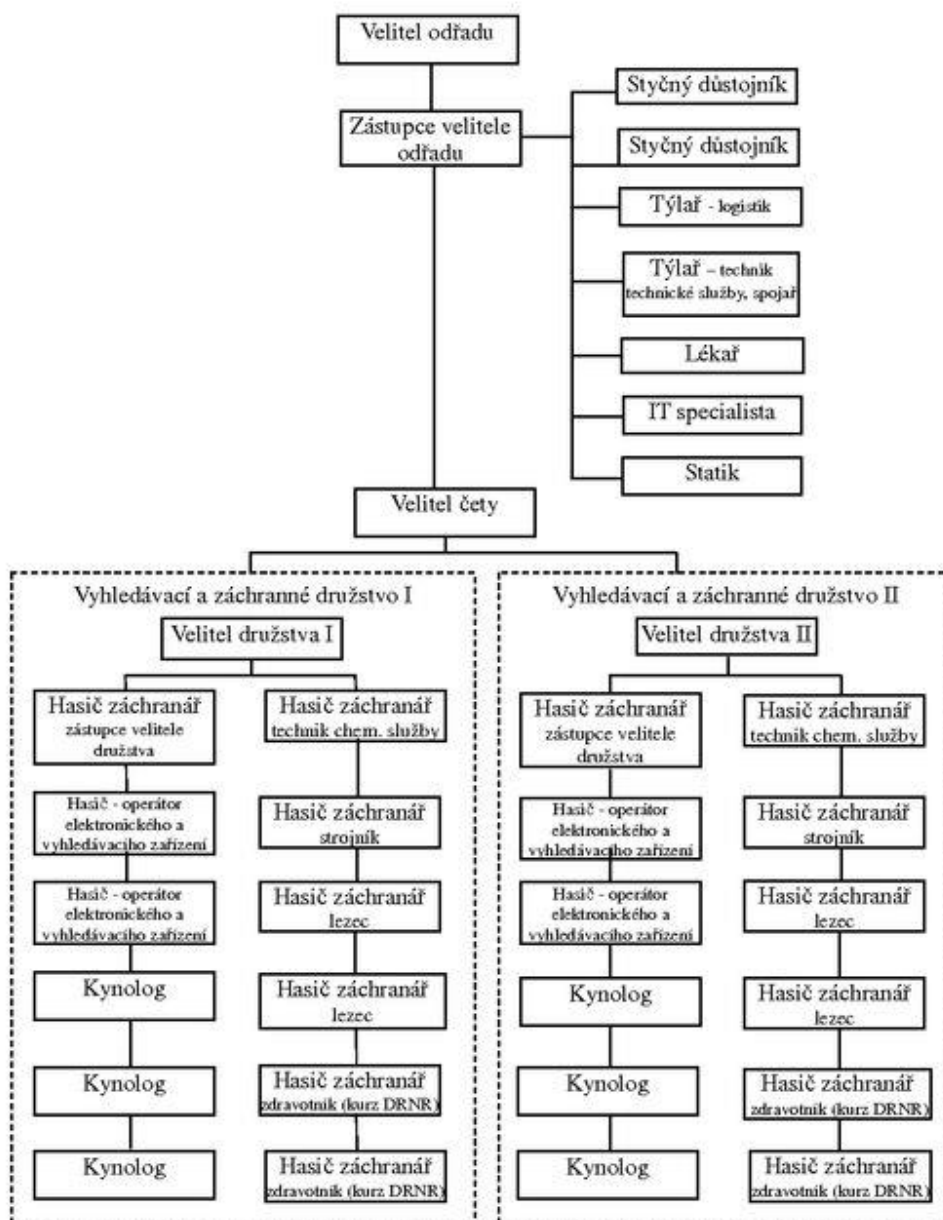 Velitel odřadu
Zástupce velitele
odřadu
Styčný důstojník
Styčný důstojník
Týlař - logistik
Týlař – technik
technické služby, spojař
Lékař
IT specialista
Statik
Velitel čety
Vyhledávací a záchranné družstvo I
Velitel družstva I
Hasič záchranář
zástupce velitele
družstva
Hasič - operátor
elektronického a
vyhledávacího zařízení
Hasič - operátor
elektronického a
vyhledávacího zařízení
Kynolog
Kynolog
Kynolog
Hasič záchranář
technik chem. služby
Hasič záchranář
strojník
Hasič záchranář
lezec
Hasič záchranář
lezec
Hasič záchranář
zdravotník (kurz DRNR)
Hasič záchranář
zdravotník (kurz DRNR)
Vyhledávací a záchranné družstvo II
Velitel družstva II
Hasič záchranář
zástupce velitele
družstva
Hasič - operátor
elektronického a
vyhledávacího zařízení
Hasič - operátor
elektronického a
vyhledávacího zařízení
Kynolog
Kynolog
Kynolog
Hasič záchranář
technik chem. služby
Hasič záchranář
strojník
Hasič záchranář
lezec
Hasič záchranář
lezec
Hasič záchranář
zdravotník (kurz DRNR)
Hasič záchranář
zdravotník (kurz DRNR)